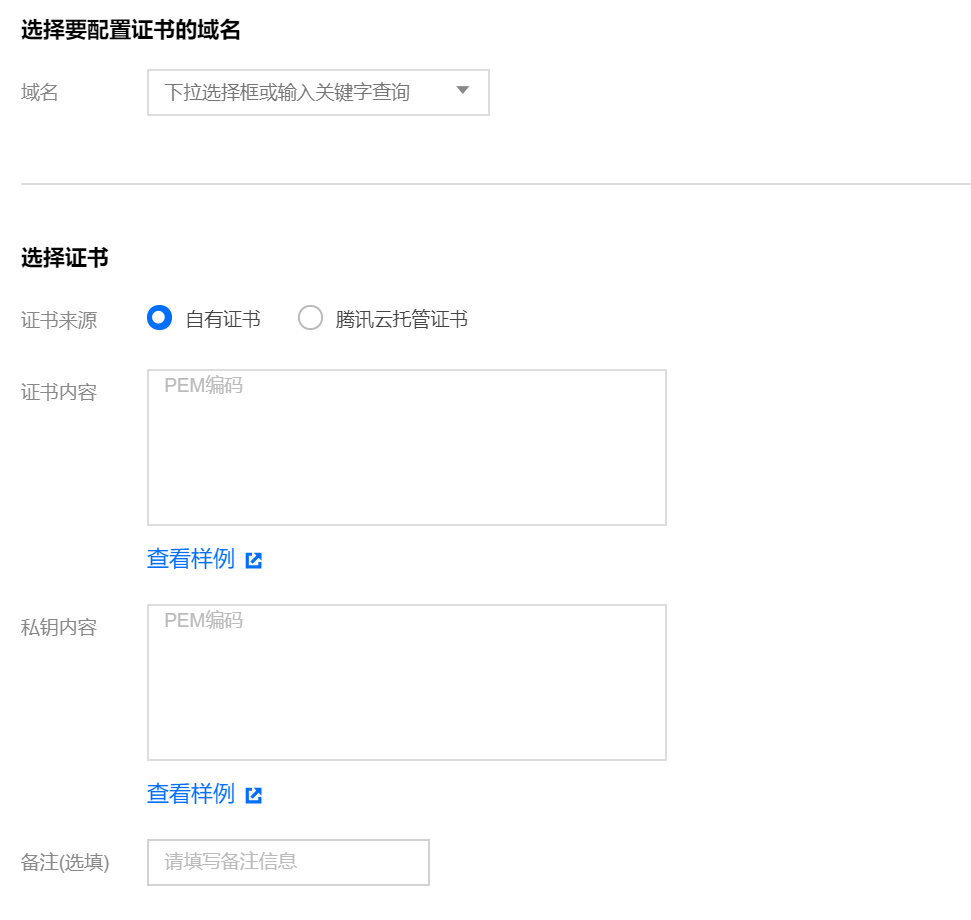 选择要配置证书的域名
域名
下拉选择框或输入关键字查询
选择证书
证书来源 自有证书 腾讯云托管证书
证书内容 PEM编码
查看样例
私钥内容 PEM编码
查看样例
备注(选填) 请填写备注信息